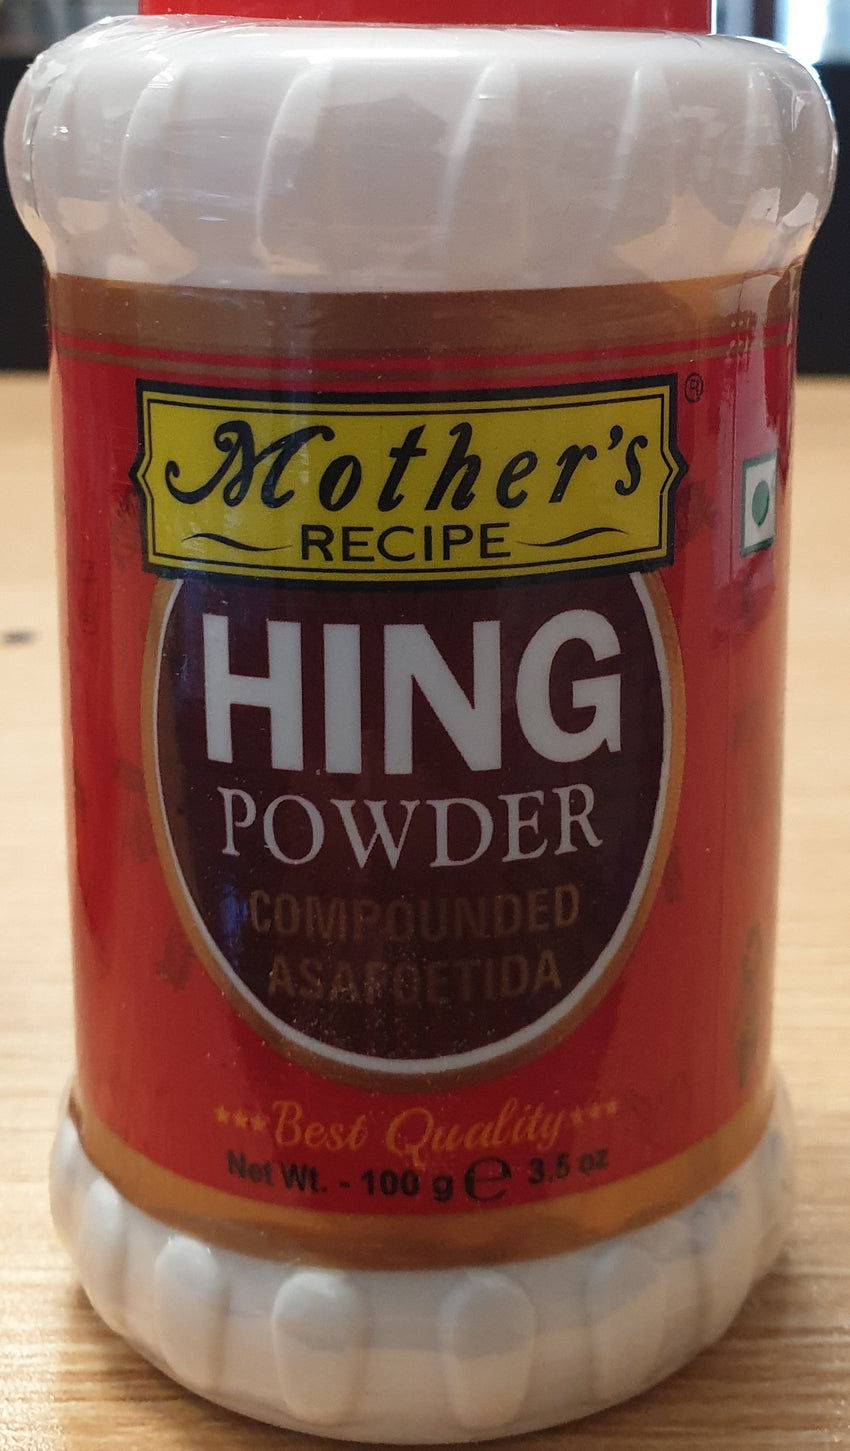 Mother's
®
RECIPE
HING
POWDER
COMPOUNDED
ASAFOETIDA
Best Quality
Net Wt. - 100 g e 3.5 oz